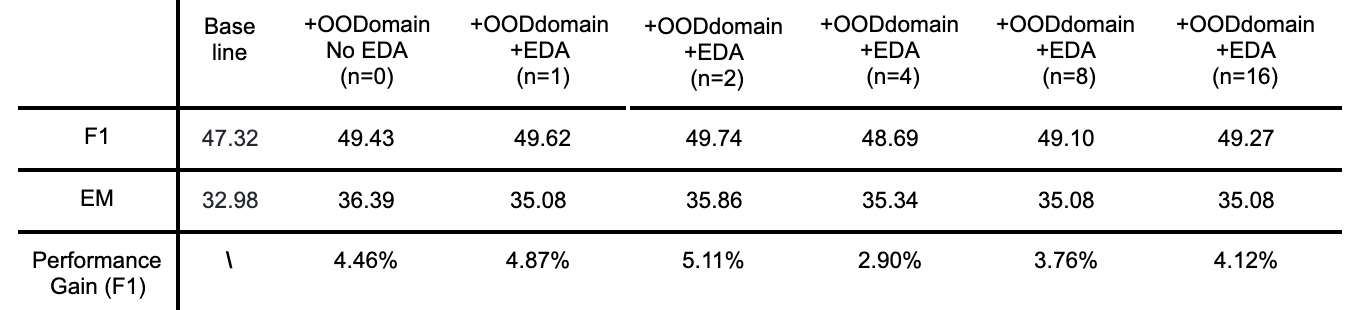 Base line +OODomain No EDA (n=0) +OODdomain +EDA (n=1) +OODdomain +EDA (n=2) +OODdomain +EDA (n=4) +OODdomain +EDA (n=8) +OODdomain +EDA (n=16)
F1 47.32 49.43 49.62 49.74 48.69 49.10 49.27
EM 32.98 36.39 35.08 35.86 35.34 35.08 35.08
Performance Gain (F1) \ 4.46% 4.87% 5.11% 2.90% 3.76% 4.12%